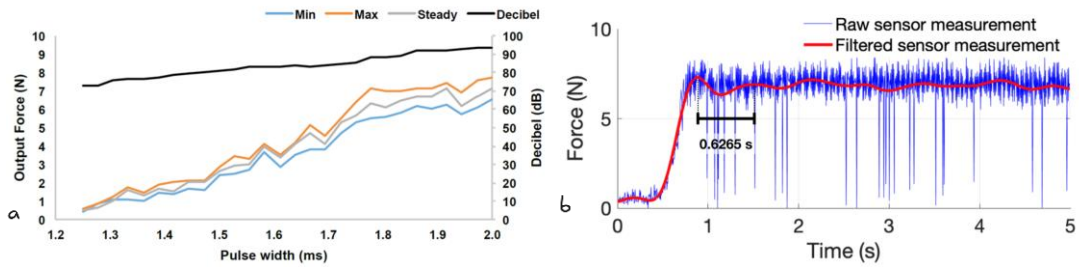 Min Max Steady Decibel
Output Force (N)
10
9
8
7
6
5
4
3
2
1
0
100
90
80
70
60
50
40
30
20
10
0
Decibel (dB)
1.2 1.3 1.4 1.5 1.6 1.7 1.8 1.9 2.0
Pulse width (ms)
a
Raw sensor measurement
Filtered sensor measurement
Force (N)
10
5
0
0.6265 s
0 1 2 3 4 5
Time (s)
b